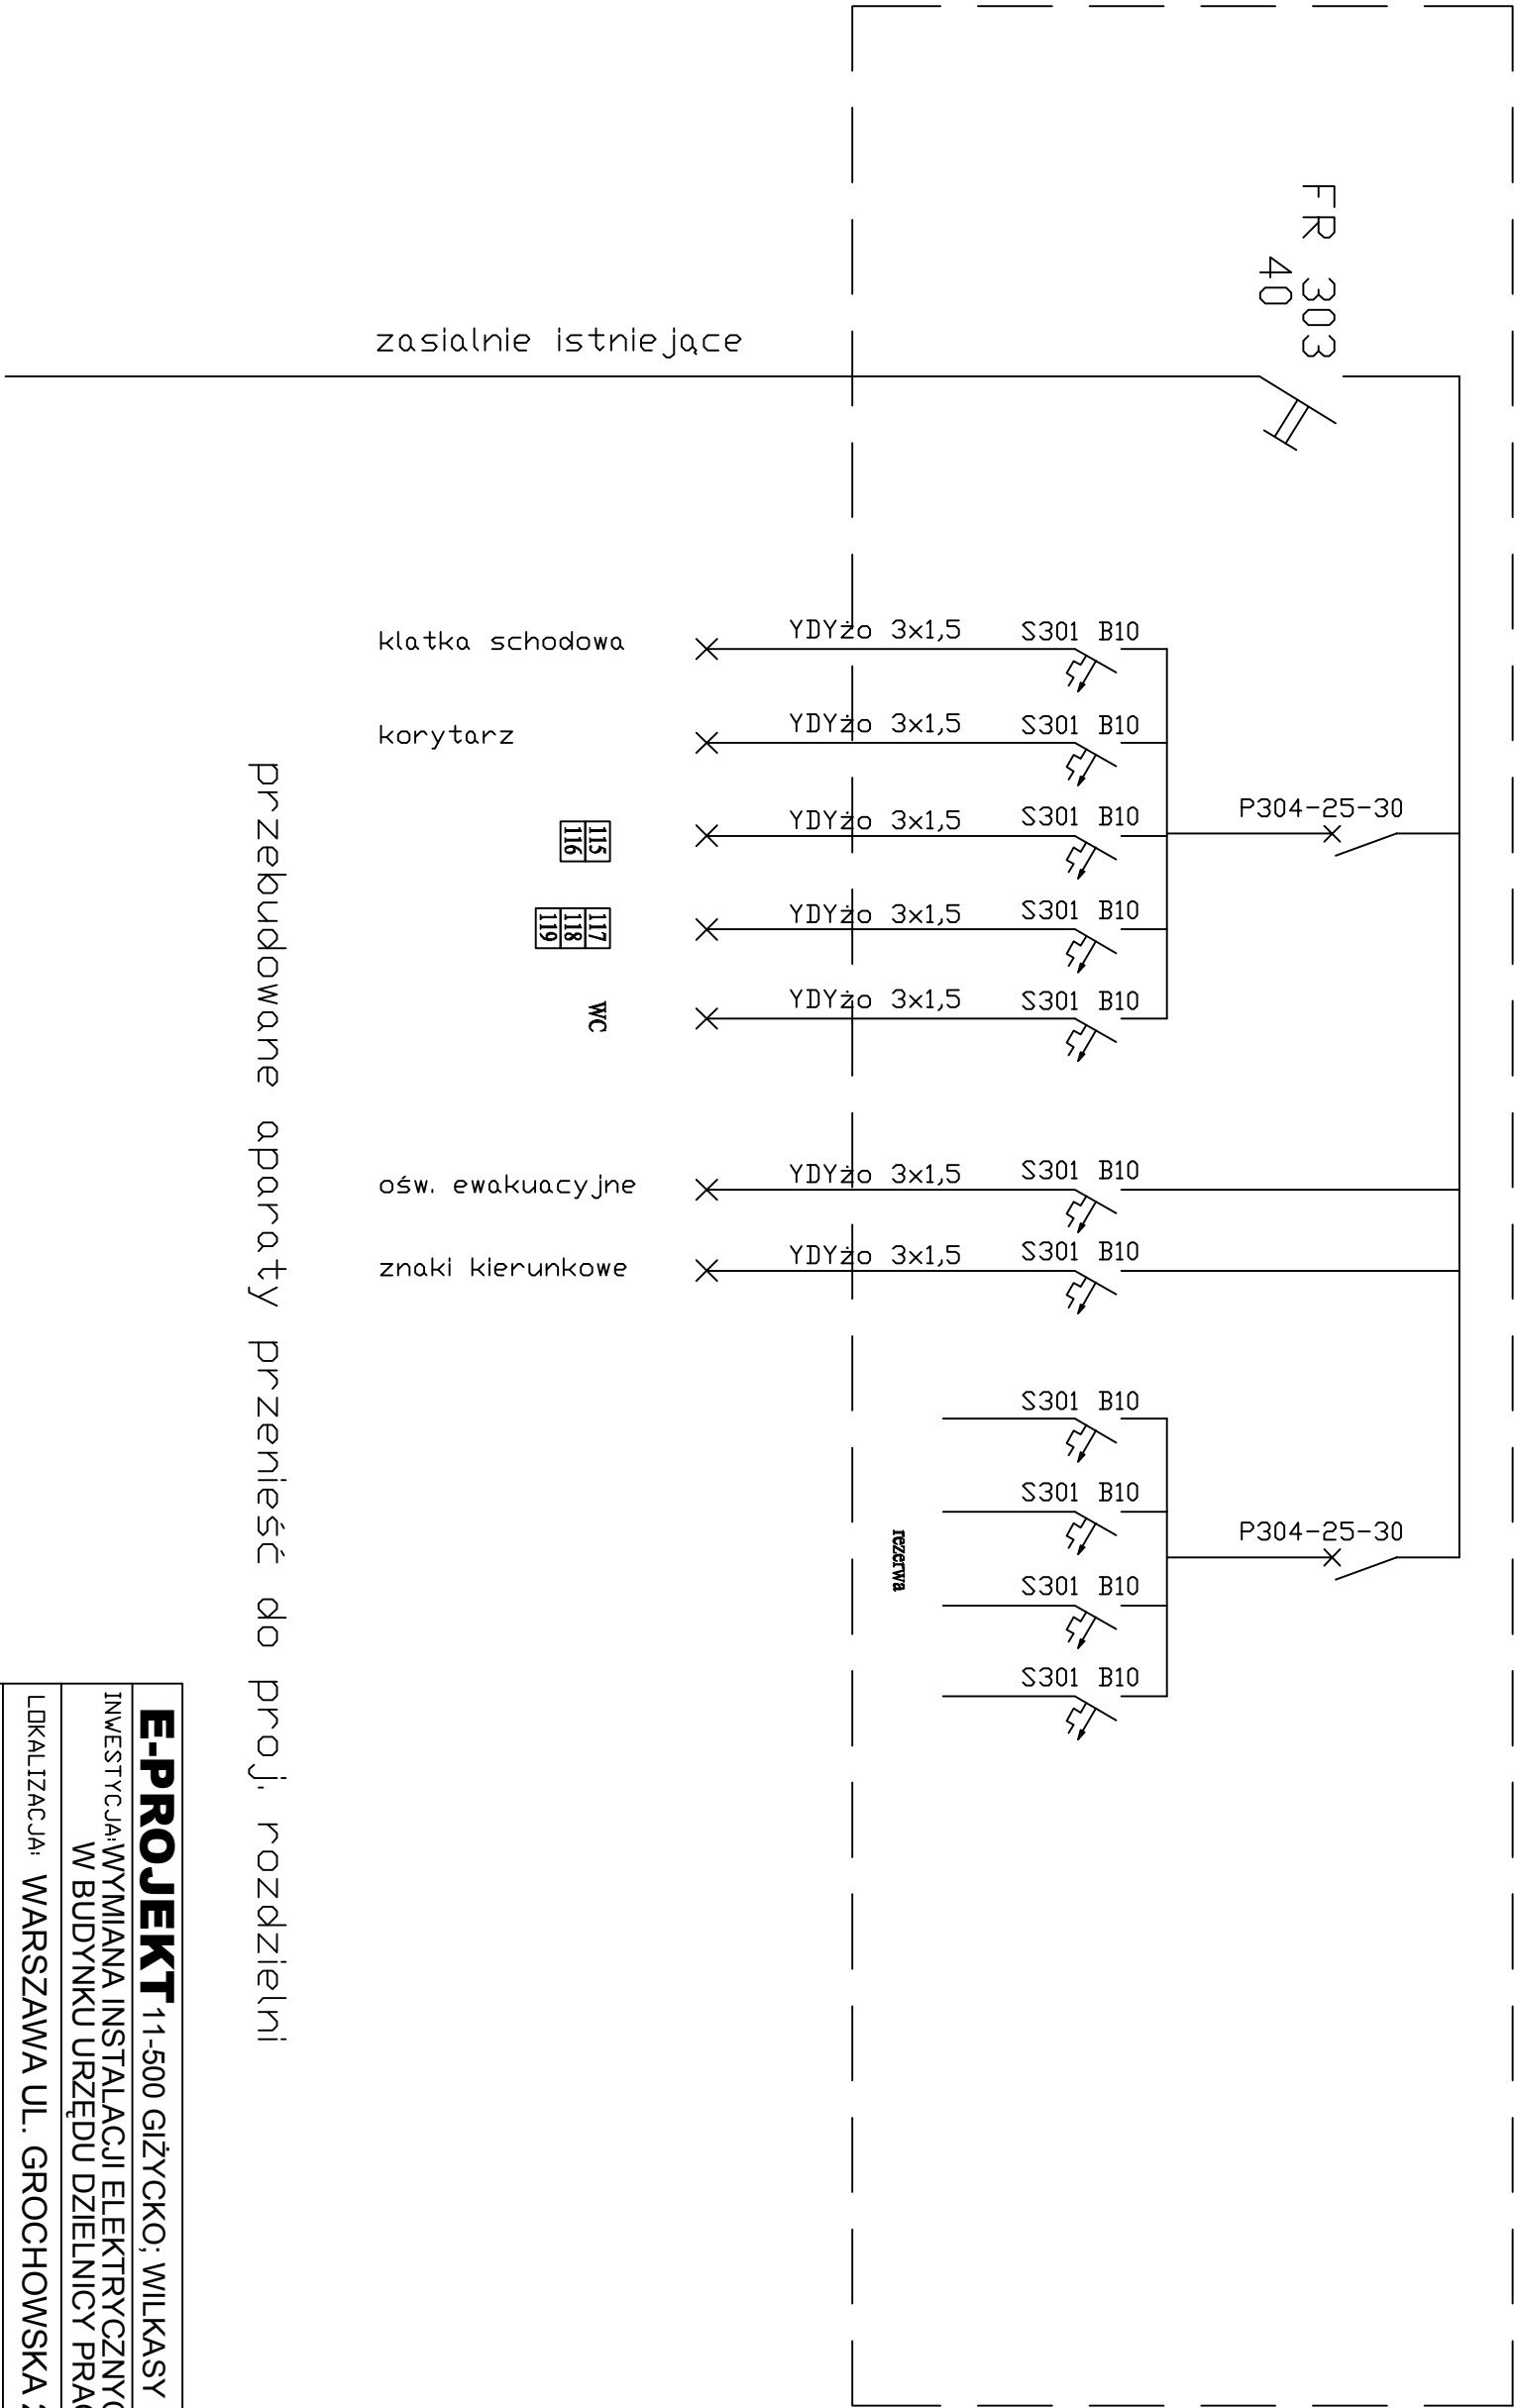 FR 303
40
zasialnie istniejące
P304-25-30
P304-25-30
klatka schodowa
YDYżo 3x1,5
S301 B10
korytarz
YDYżo 3x1,5
S301 B10
115
116
YDYżo 3x1,5
S301 B10
117
118
119
YDYżo 3x1,5
S301 B10
WC
YDYżo 3x1,5
S301 B10
ośw. ewakuacyjne
YDYżo 3x1,5
S301 B10
znaki kierunkowe
YDYżo 3x1,5
S301 B10
S301 B10
S301 B10
S301 B10
S301 B10
rezerwa
przebudowane aparaty przenieść do proj. rozdzielni
E-PROJEKT 11-500 GIŻYCKO; WILKASY
INWESTYCJA: WYMIANA INSTALACJI ELEKTRYCZNYC
W BUDYNKU URZĘDU DZIELNICY PRAG
LOKALIZACJA: WARSZAWA UL. GROCHOWSKA